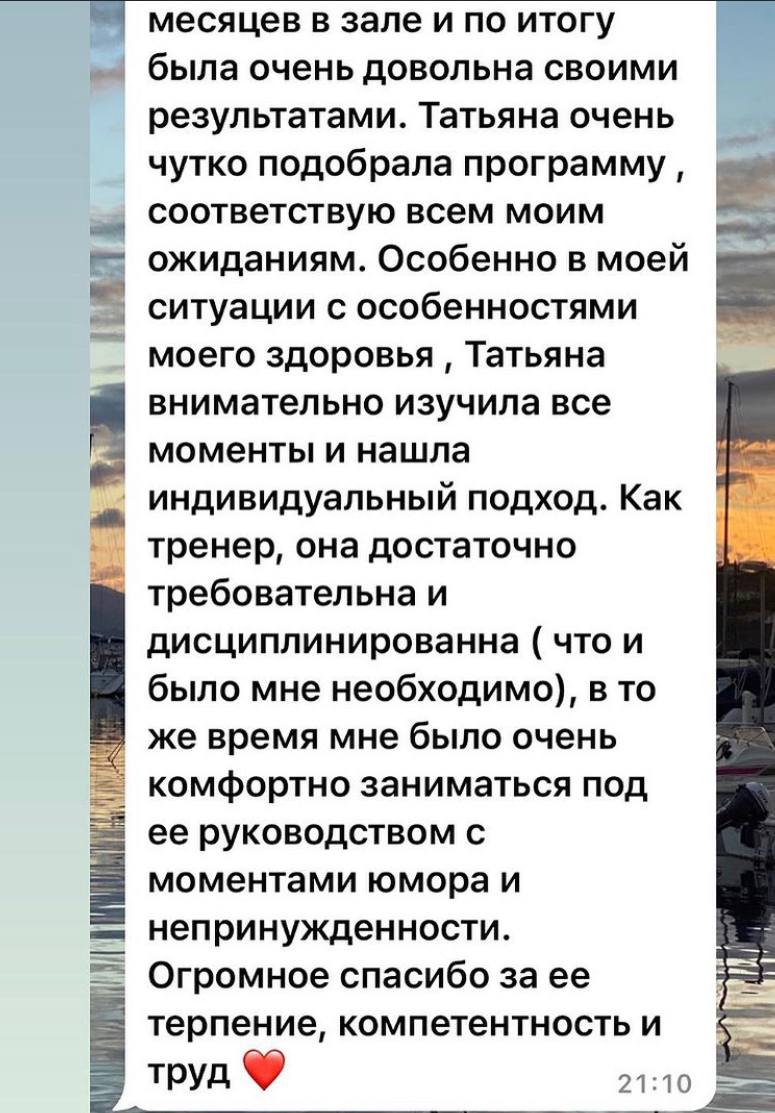 месяцев в зале и по итогу
была очень довольна своими
результатами. Татьяна очень
чутко подобрала программу ,
соответствую всем моим
ожиданиям. Особенно в моей
ситуации с особенностями
моего здоровья , Татьяна
внимательно изучила все
моменты и нашла
индивидуальный подход. Как
тренер, она достаточно
требовательна и
дисциплинированна ( что и
было мне необходимо), в то
же время мне было очень
комфортно заниматься под
ее руководством с
моментами юмора и
непринужденности.
Огромное спасибо за ее
терпение, компетентность и
труд ❤️
21:10